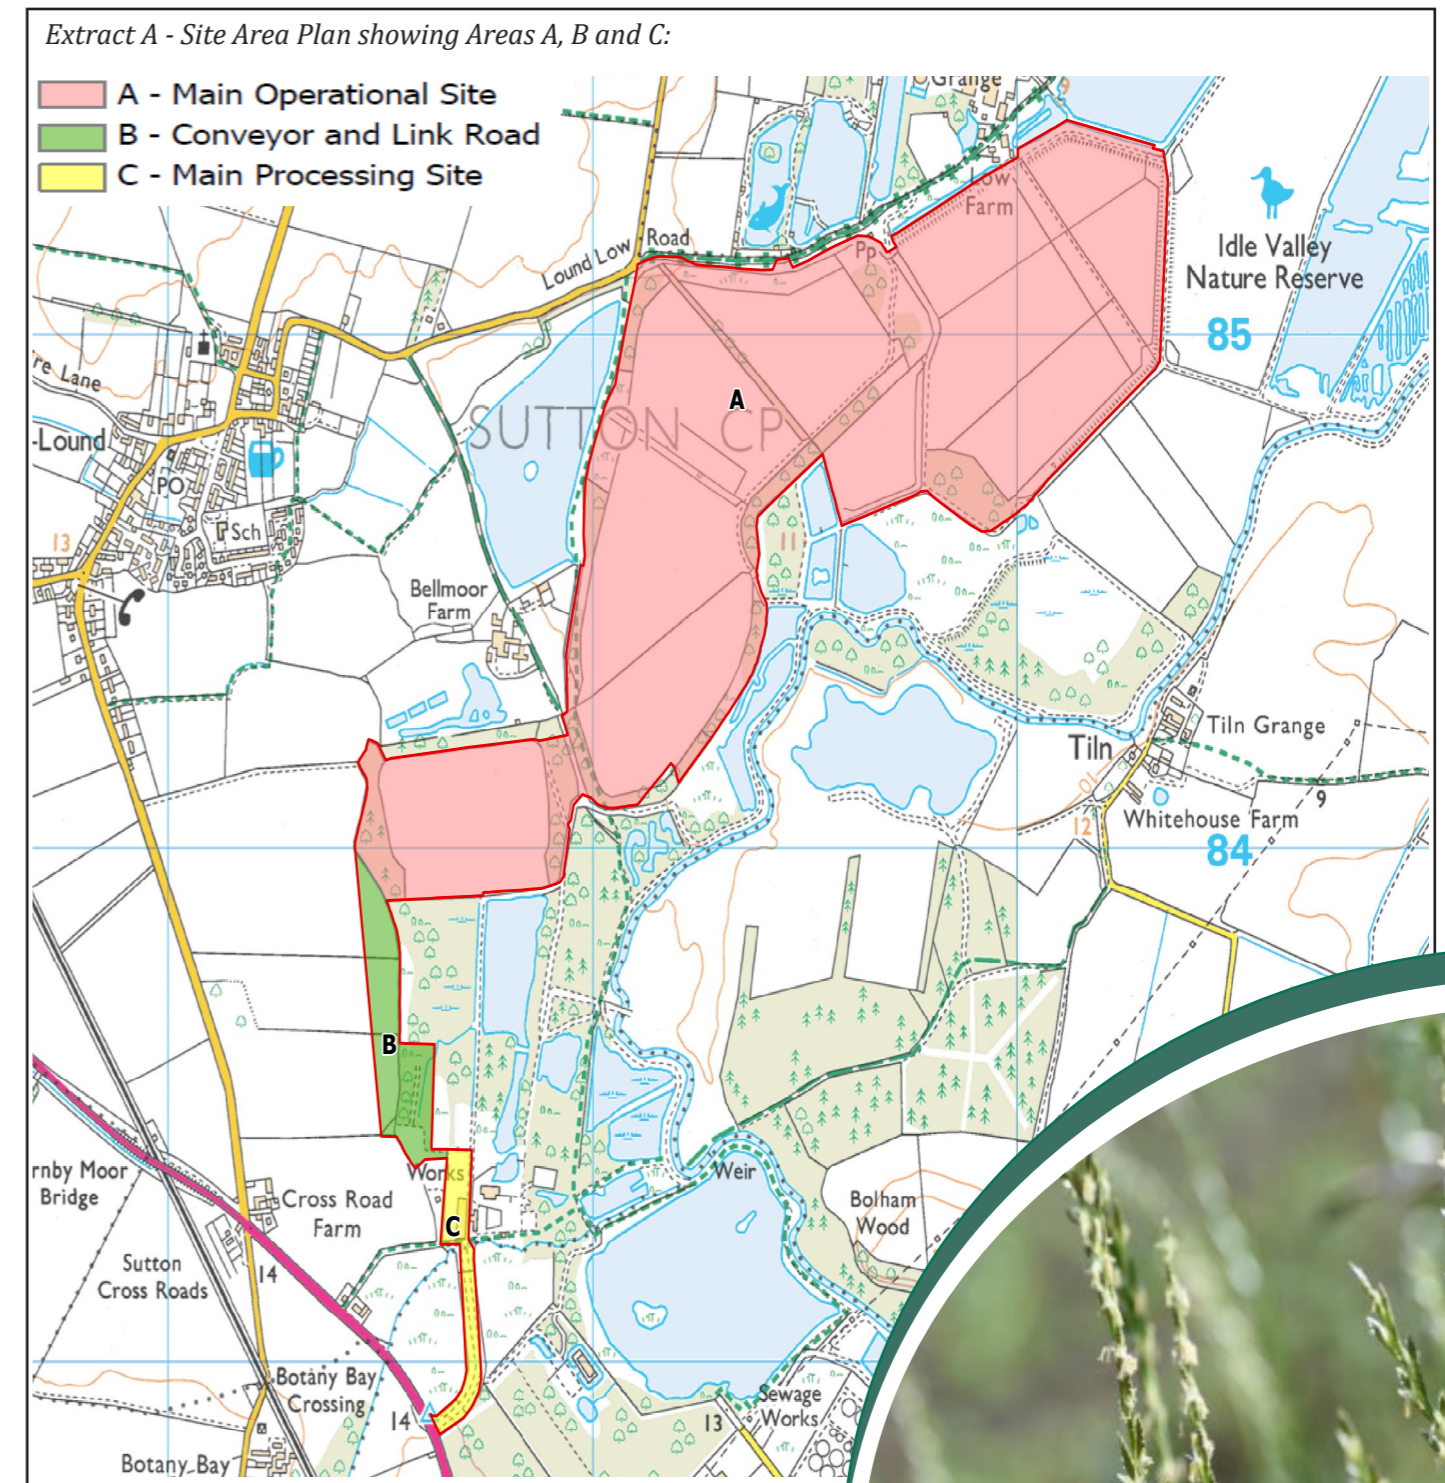 Extract A - Site Area Plan showing Areas A, B and C:
A - Main Operational Site
B - Conveyor and Link Road
C - Main Processing Site
Grange
9
Low
Farm
Road
Lound Low
Pp
Idle Valley
Nature Reserve
85
re Lane
A
SUTTON CP
-Lound
PO
Sch
13
11
Bellmoor
Farm
Tiln Grange
Tiln
10
9
12
Whitehouse Farm
84
B
Works
Weir
rnby Moor
Bridge
Cross Road
Farm
C
Bolham
Wood
Sutton
Cross Roads
14
Botany Bay
Crossing
14
13
Sewage
Works
Botany Bay